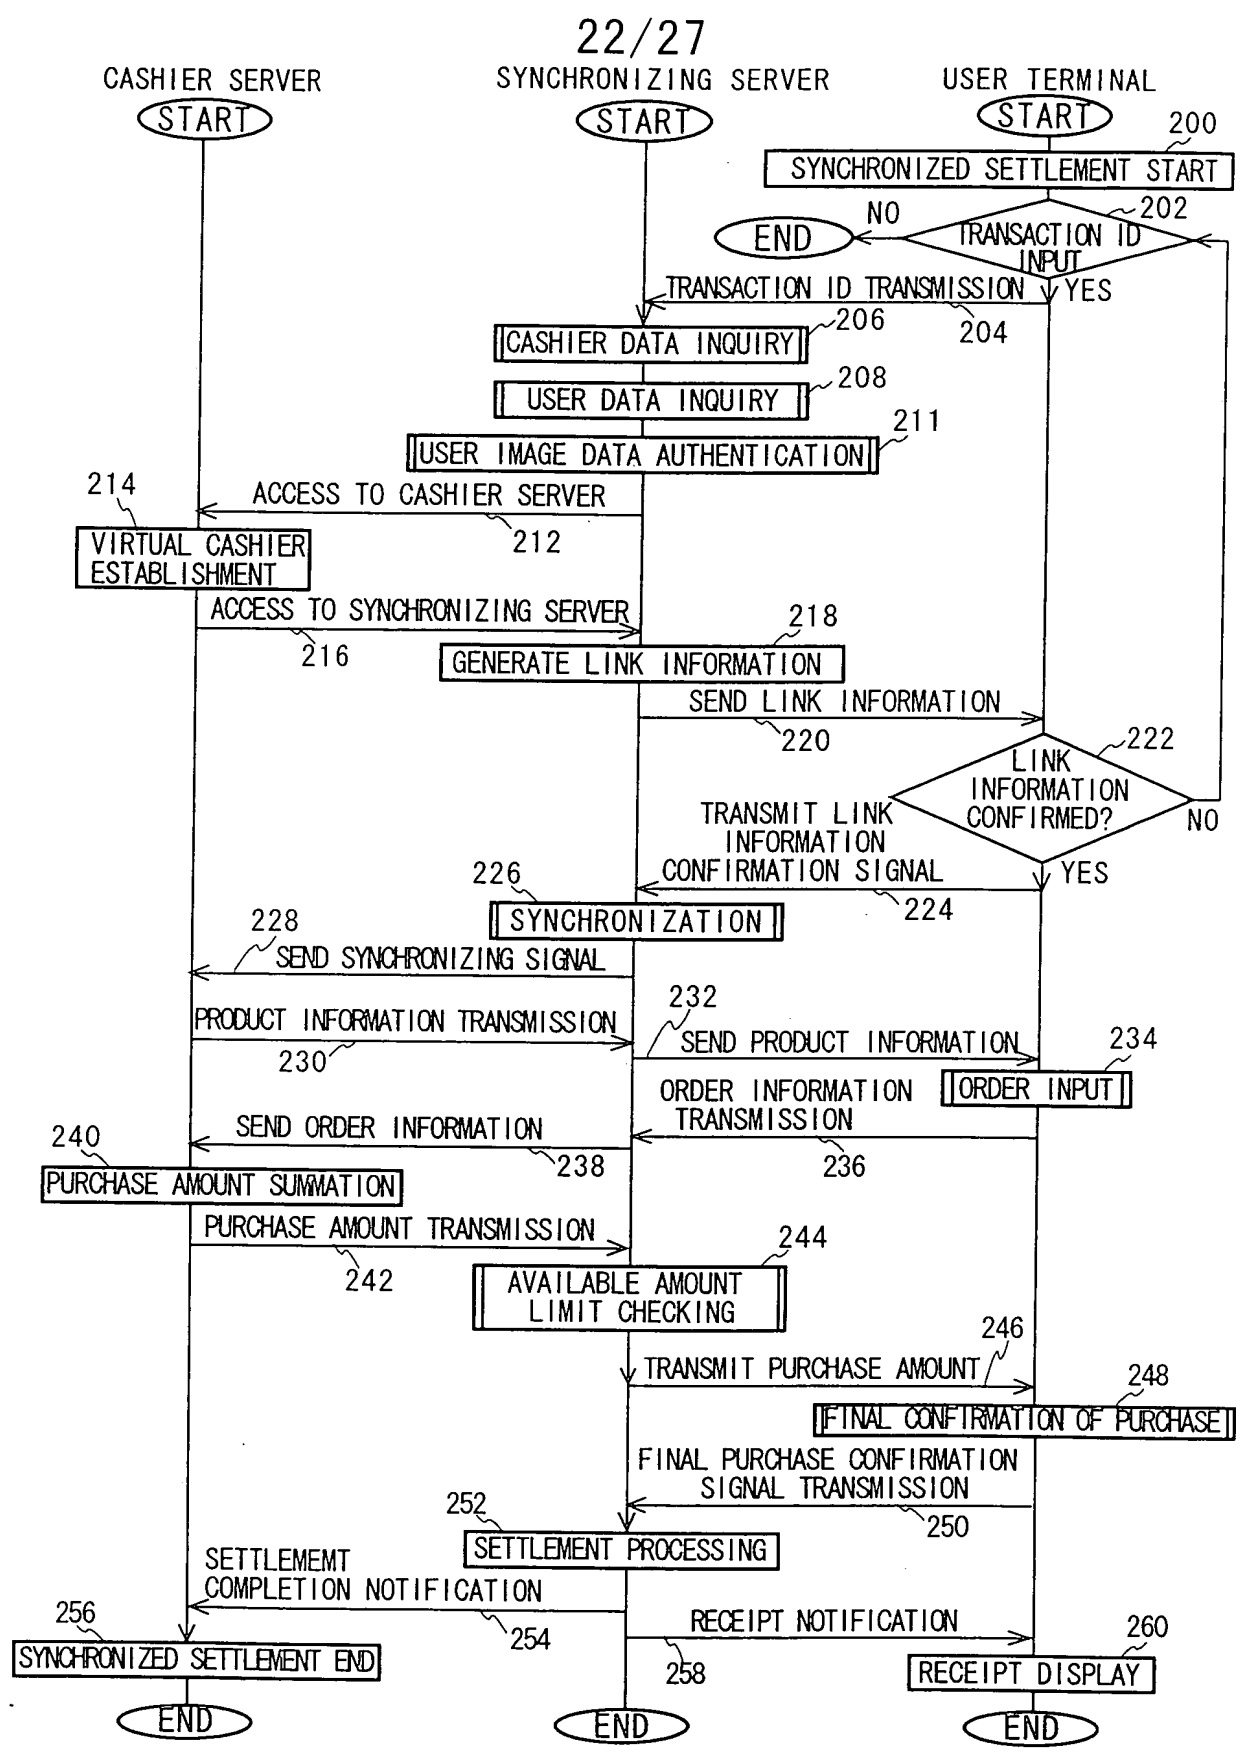 22/27
CASHIER SERVER
SYNCHRONIZING SERVER
USER TERMINAL
START
START
START
200
SYNCHRONIZED SETTLEMENT START
202
NO
END
TRANSACTION ID
INPUT
YES
TRANSACTION ID TRANSMISSION
204
206
CASHIER DATA INQUIRY
208
USER DATA INQUIRY
211
USER IMAGE DATA AUTHENTICATION
214
ACCESS TO CASHIER SERVER
212
VIRTUAL CASHIER
ESTABLISHMENT
ACCESS TO SYNCHRONIZING SERVER
216
218
GENERATE LINK INFORMATION
SEND LINK INFORMATION
220
222
LINK
INFORMATION
CONFIRMED?
NO
YES
TRANSMIT LINK
INFORMATION
CONFIRMATION SIGNAL
224
226
SYNCHRONIZATION
228
SEND SYNCHRONIZING SIGNAL
PRODUCT INFORMATION TRANSMISSION
230
232
SEND PRODUCT INFORMATION
234
ORDER INPUT
ORDER INFORMATION
TRANSMISSION
236
SEND ORDER INFORMATION
238
240
PURCHASE AMOUNT SUMMATION
PURCHASE AMOUNT TRANSMISSION
242
244
AVAILABLE AMOUNT
LIMIT CHECKING
246
TRANSMIT PURCHASE AMOUNT
248
FINAL CONFIRMATION OF PURCHASE
FINAL PURCHASE CONFIRMATION
SIGNAL TRANSMISSION
250
252
SETTLEMENT PROCESSING
SETTLEMEMT
COMPLETION NOTIFICATION
254
256
SYNCHRONIZED SETTLEMENT END
RECEIPT NOTIFICATION
258
260
RECEIPT DISPLAY
END
END
END